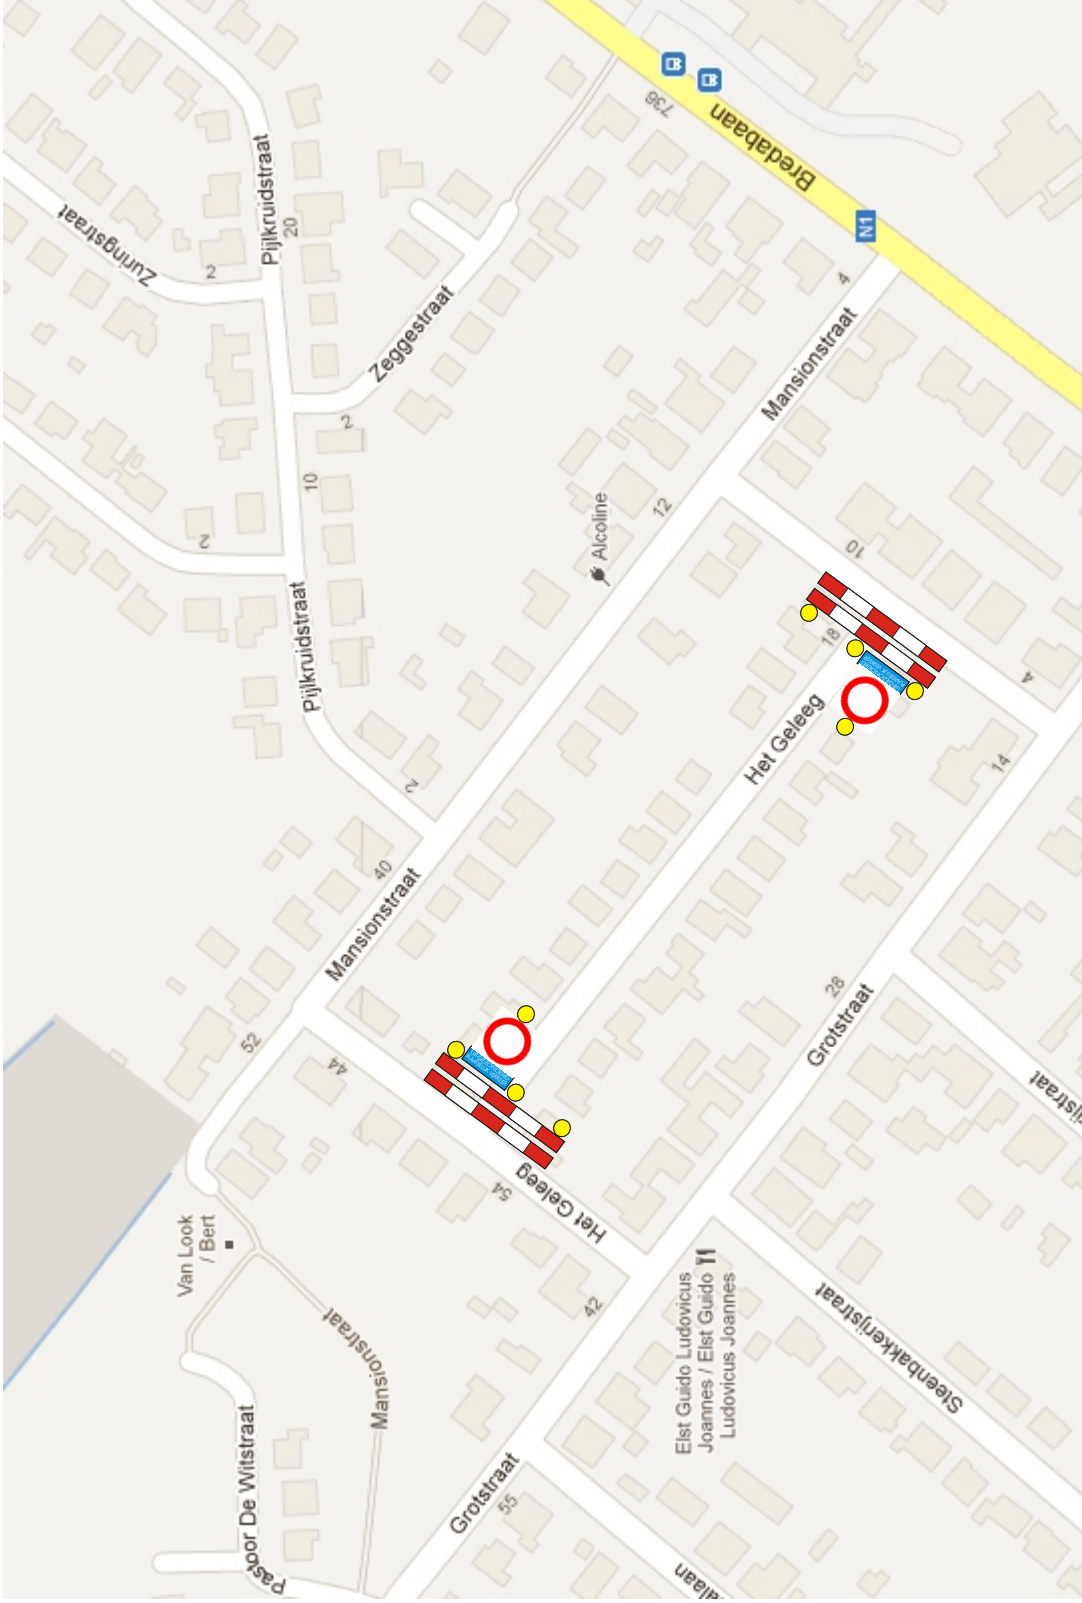 Bredabaan
736
N1
Pijlkruidstraat
20
Zuringstraat
2
Zeggestraat
2
4
Mansionstraat
10
12
Alcoline
2
10
18
Pijlkruidstraat
4
Het Geleeg
14
2
40
Mansionstraat
28
Grotstraat
52
44
54
Het Geleeg
Van Look
/ Bert
42
Mansionstraat
Elst Guido Ludovicus
Joannes / Elst Guido
Ludovicus Joannes
Steenbakkerijstraat
rijstraat
Grotstraat
55
Pastoor De Witstraat
alaan